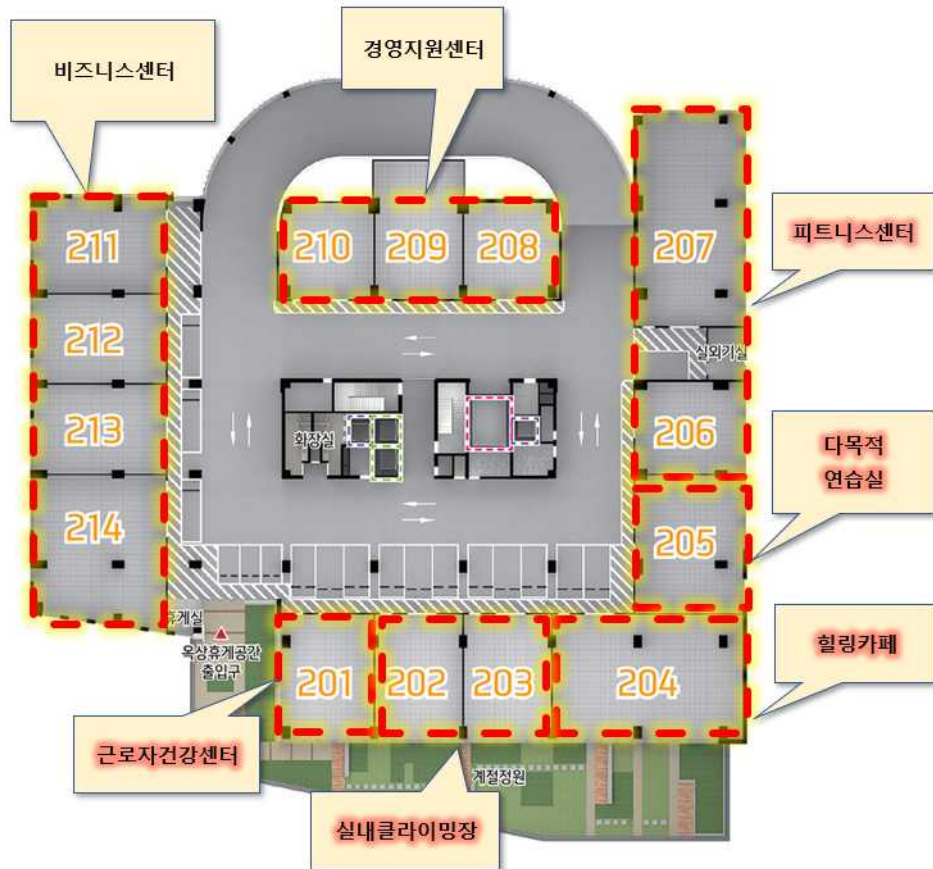 비즈니스센터
경영지원센터
211
210
209
208
207
피트니스센터
212
실외기실
213
화장실
206
다목적
연습실
214
205
휴게실
옥상휴게공간
출입구
201
202
203
204
힐링카페
근로자건강센터
계절정원
실내클라이밍장